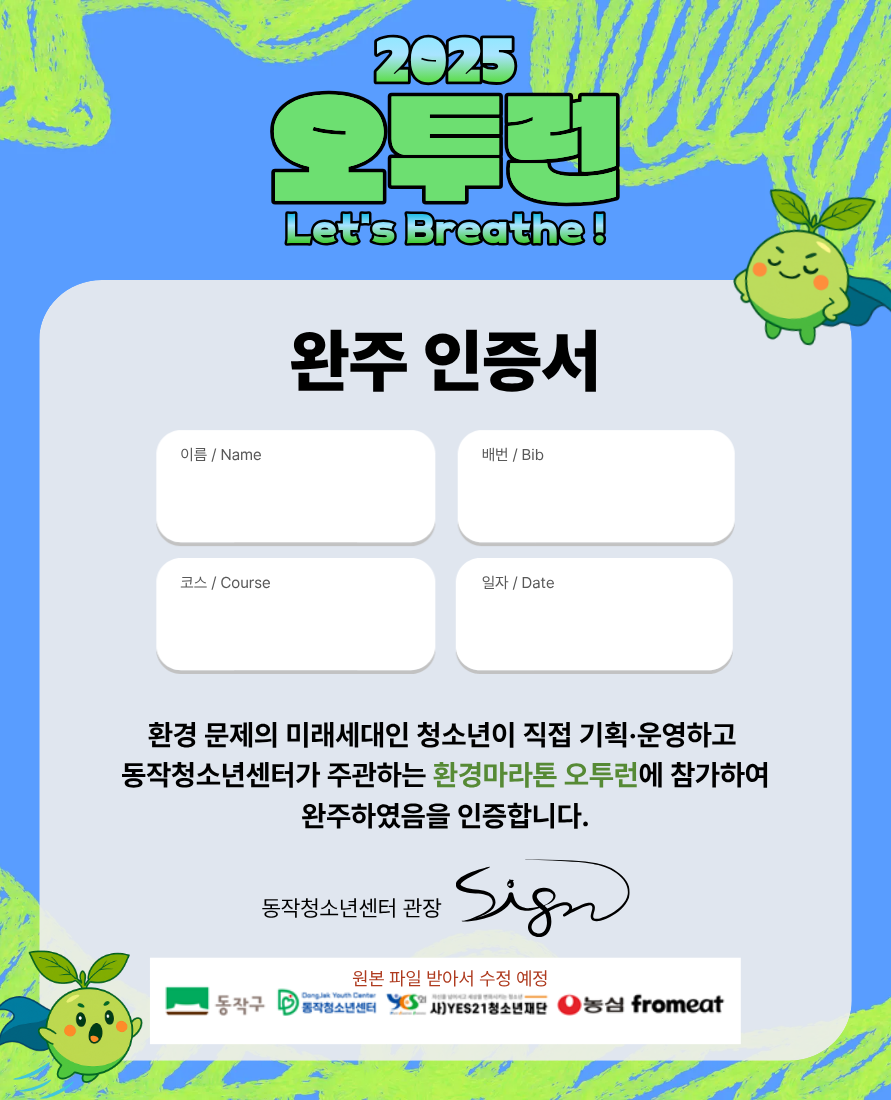 2025
오투런
Let's Breathe !
완주 인증서
이름 / Name
배번 / Bib
코스 / Course
일자 / Date
환경 문제의 미래세대인 청소년이 직접 기획·운영하고
동작청소년센터가 주관하는 환경마라톤 오투런에 참가하여
완주하였음을 인증합니다.
동작청소년센터 관장 Sign
원본 파일 받아서 수정 예정
동작구
DongJak Youth Center
동작청소년센터
YES21
사)YES21청소년재단
농심 fromeat